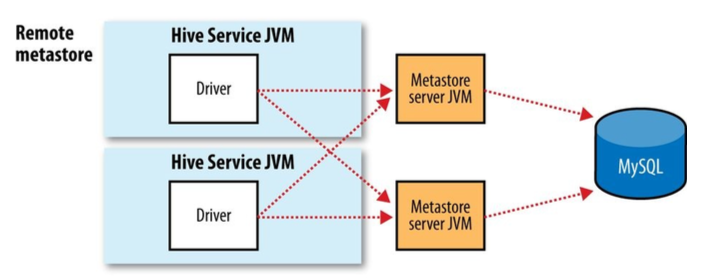 Remote
metastore
Hive Service JVM
Driver
Metastore
server JVM
MySQL
Hive Service JVM
Driver
Metastore
server JVM